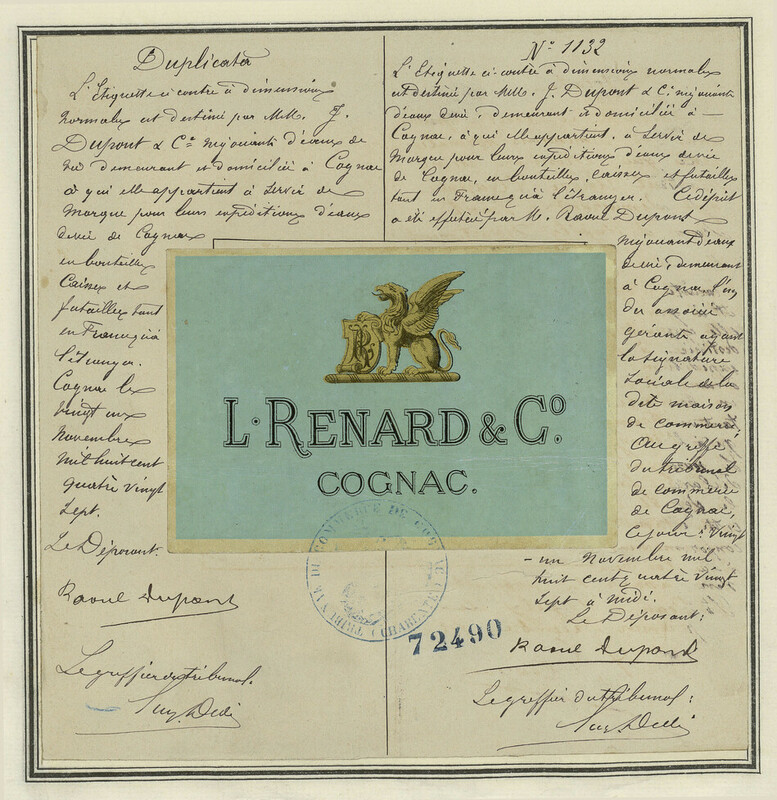 Duplicata
L'Etiquette ci-contre à dimensions
normales est destinée par MM. J.
Dupont & Cie négociants d'eaux de
vie demeurant et domiciliés à Cognac
à qui elle appartient à servir de
Marque pour leurs expéditions d'eaux
de vie de Cognac
en bouteilles
Caisses et
futailles tant
en France qu'à
l'étranger.
Cognac le
vingt un
Novembre
mil huit cent
quatre vingt
sept.
Le Déposant.
Raoul Dupont
Le greffier du tribunal.
N° 1132
L'Etiquette ci-contre à dimensions normales
est destinée par MM. J. Dupont & Cie négociants
d'eaux de vie, demeurant et domiciliés à
Cognac, à qui elle appartient, à servir de
Marque pour leurs expéditions d'eaux de vie
de Cognac, en bouteilles, caisses et futailles
tant en France qu'à l'étranger. Ce dépôt
a été effectué par M. Raoul Dupont
négociant d'eaux
de vie, demeurant
à Cognac, l'un
des associés
gérants ayant
la signature
sociale de la
dite maison
de commerce,
Au greffe
du tribunal
de commerce
de Cognac,
ce jour: Vingt
-un Novembre mil
huit cent quatre vingt
sept à midi.
Le Déposant:
Raoul Dupont
Le greffier du tribunal:
R
L·RENARD & Cº.
COGNAC.
TRIBUNAL DE COMMERCE DE COGNAC (CHARENTE)
72490